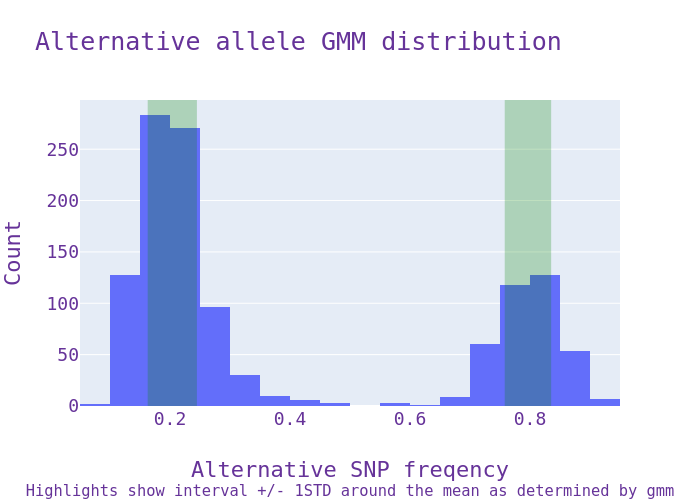 Alternative allele GMM distribution
250
200
150
100
50
0
Count
0.2 0.4 0.6 0.8
Alternative SNP freqency
Highlights show interval +/- 1STD around the mean as determined by gmm